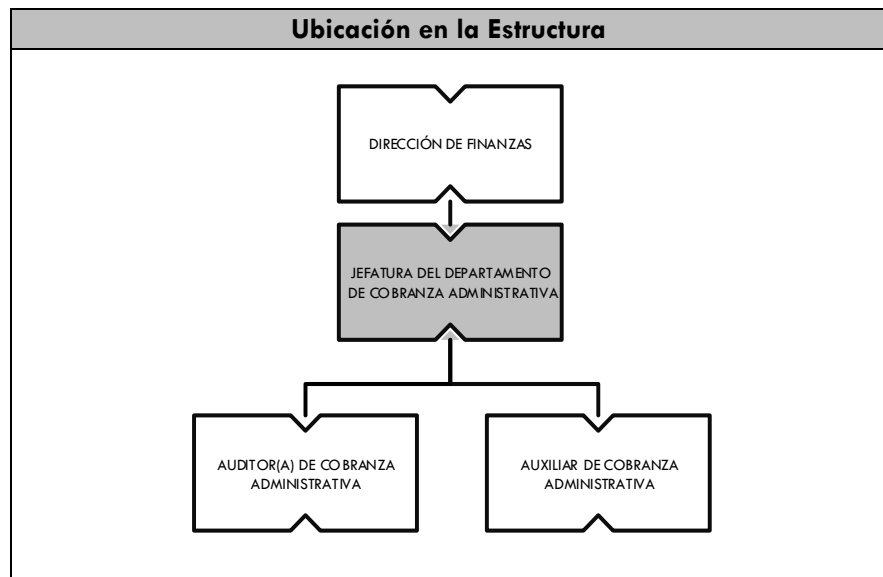 Ubicación en la Estructura
DIRECCIÓN DE FINANZAS
JEFATURA DEL DEPARTAMENTO
DE COBRANZA ADMINISTRATIVA
AUDITOR(A) DE COBRANZA
ADMINISTRATIVA
AUXILIAR DE COBRANZA
ADMINISTRATIVA